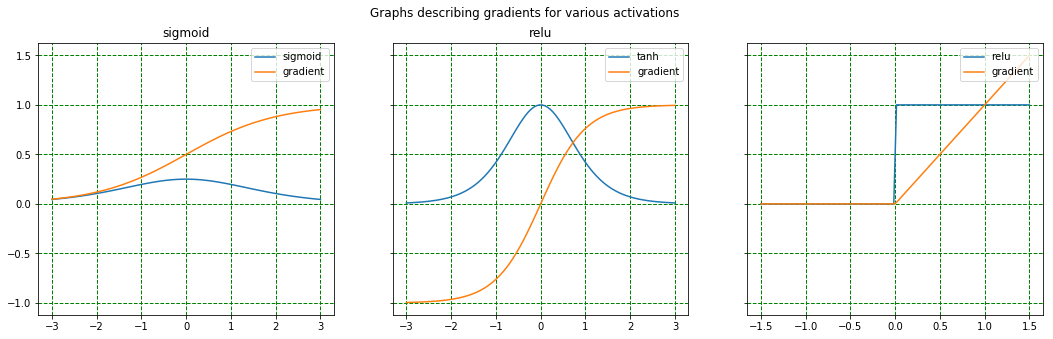 Graphs describing gradients for various activations
sigmoid
relu
sigmoid
gradient
tanh
gradient
relu
gradient
1.5
1.0
0.5
0.0
−0.5
−1.0
−3 −2 −1 0 1 2 3
−3 −2 −1 0 1 2 3
−1.5 −1.0 −0.5 0.0 0.5 1.0 1.5